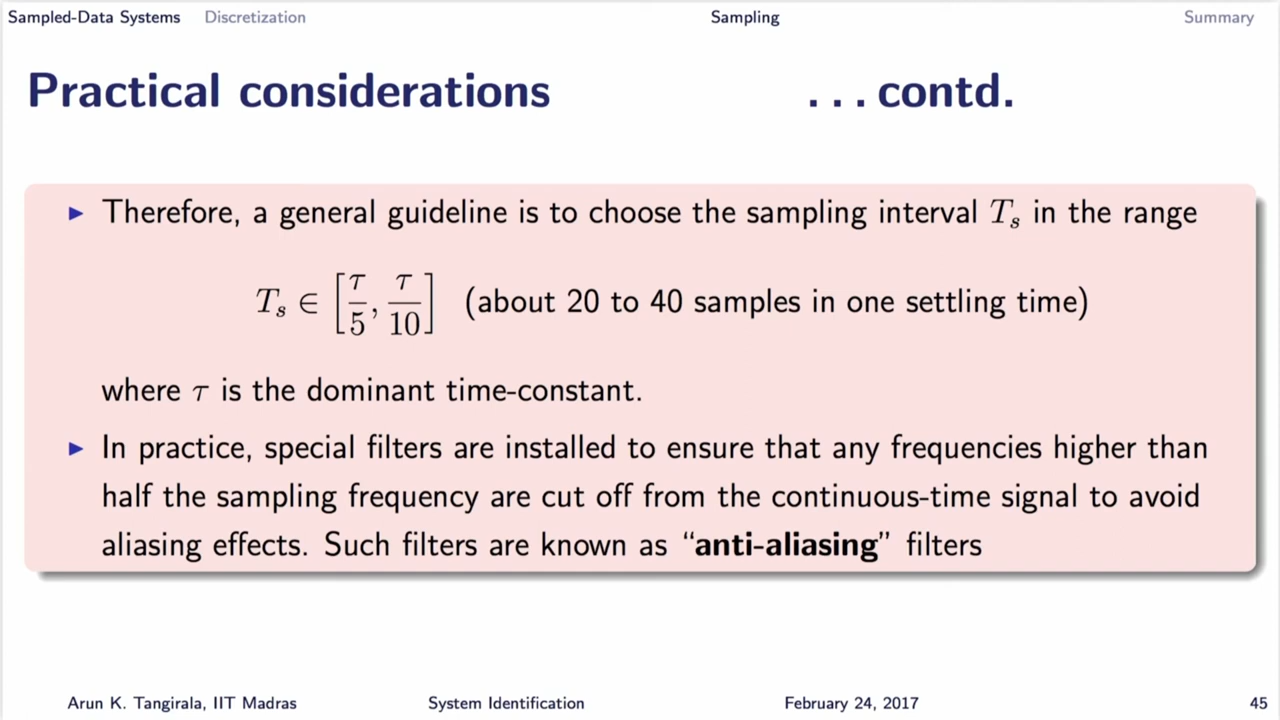 Sampled-Data Systems Discretization Sampling Summary
Practical considerations . . . contd.
▶ Therefore, a general guideline is to choose the sampling interval T_s in the range
T_s ∈ [τ/5, τ/10] (about 20 to 40 samples in one settling time)
where τ is the dominant time-constant.
▶ In practice, special filters are installed to ensure that any frequencies higher than
half the sampling frequency are cut off from the continuous-time signal to avoid
aliasing effects. Such filters are known as “anti-aliasing” filters
Arun K. Tangirala, IIT Madras System Identification February 24, 2017 45